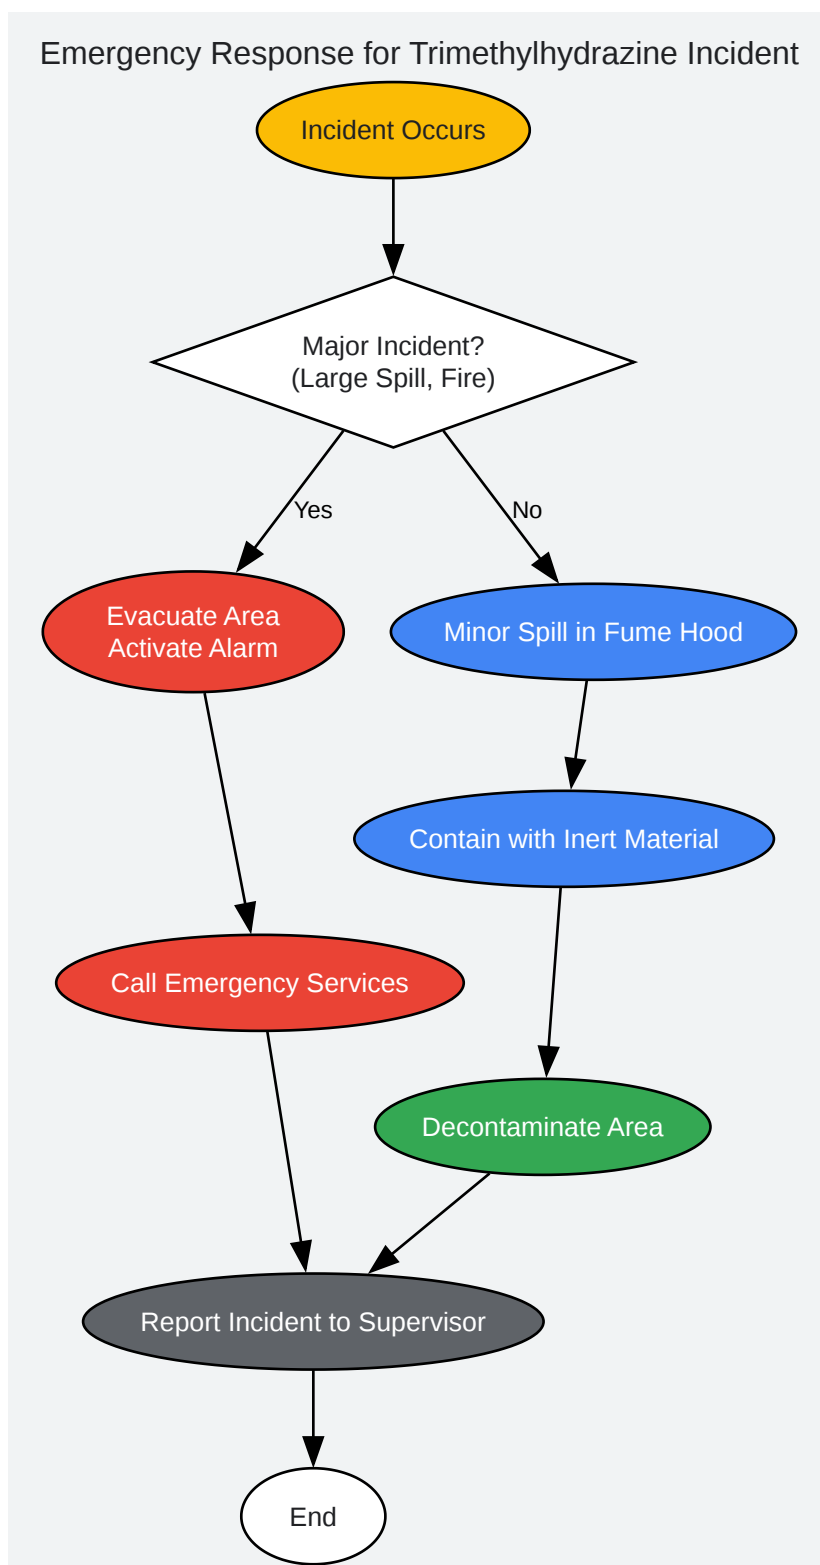 Emergency Response for Trimethylhydrazine Incident
Incident Occurs
Major Incident?
(Large Spill, Fire)
Yes
No
Evacuate Area
Activate Alarm
Minor Spill in Fume Hood
Contain with Inert Material
Call Emergency Services
Decontaminate Area
Report Incident to Supervisor
End